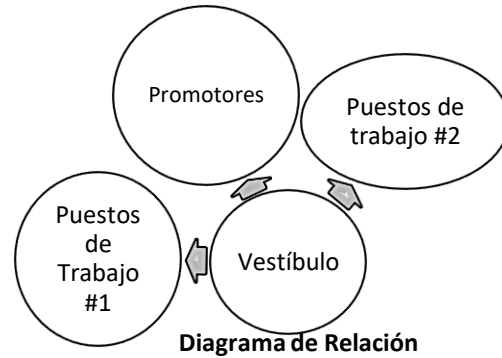 Promotores
Puestos de
trabajo #2
Puestos
de
Trabajo
#1
Vestíbulo
Diagrama de Relación